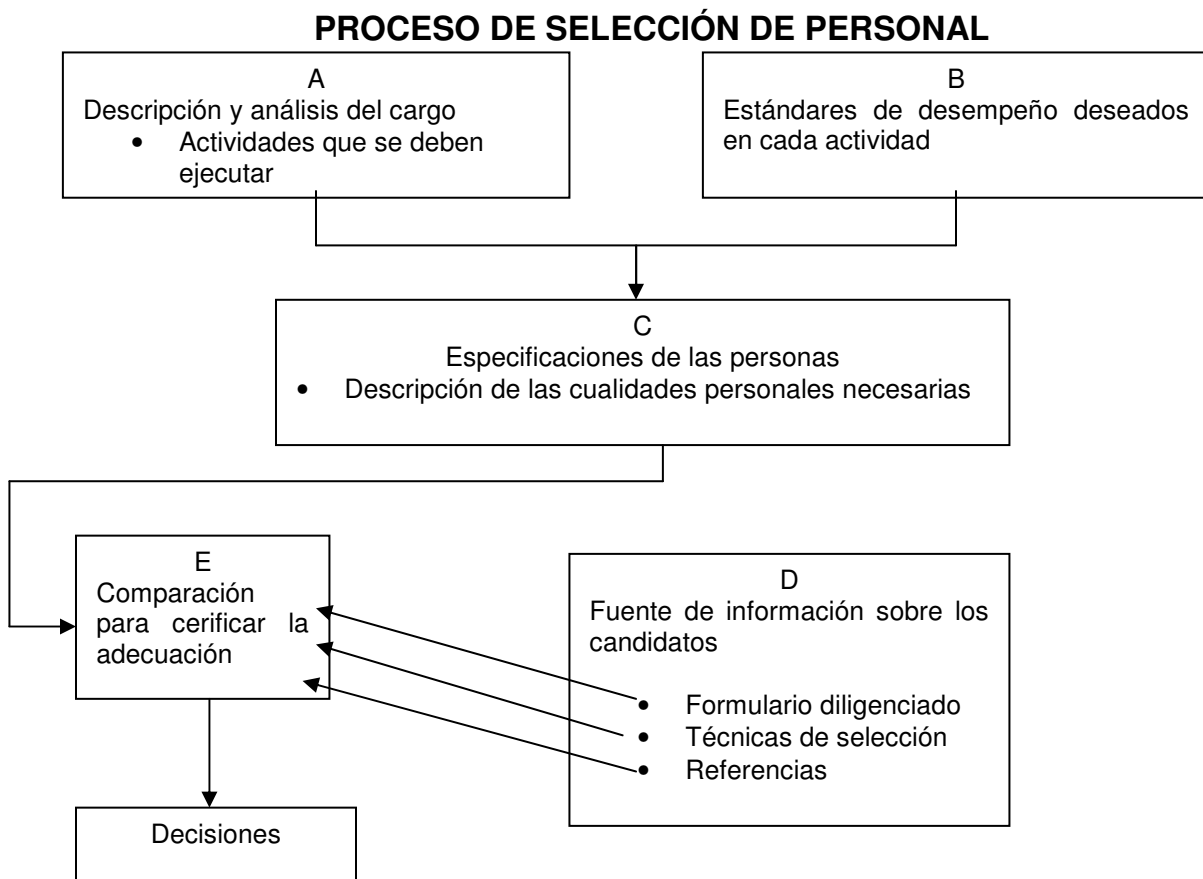 PROCESO DE SELECCIÓN DE PERSONAL
A
Descripción y análisis del cargo
• Actividades que se deben
ejecutar
B
Estándares de desempeño deseados
en cada actividad
C
Especificaciones de las personas
• Descripción de las cualidades personales necesarias
E
Comparación
para cerificar la
adecuación
D
Fuente de información sobre los
candidatos
• Formulario diligenciado
• Técnicas de selección
• Referencias
Decisiones